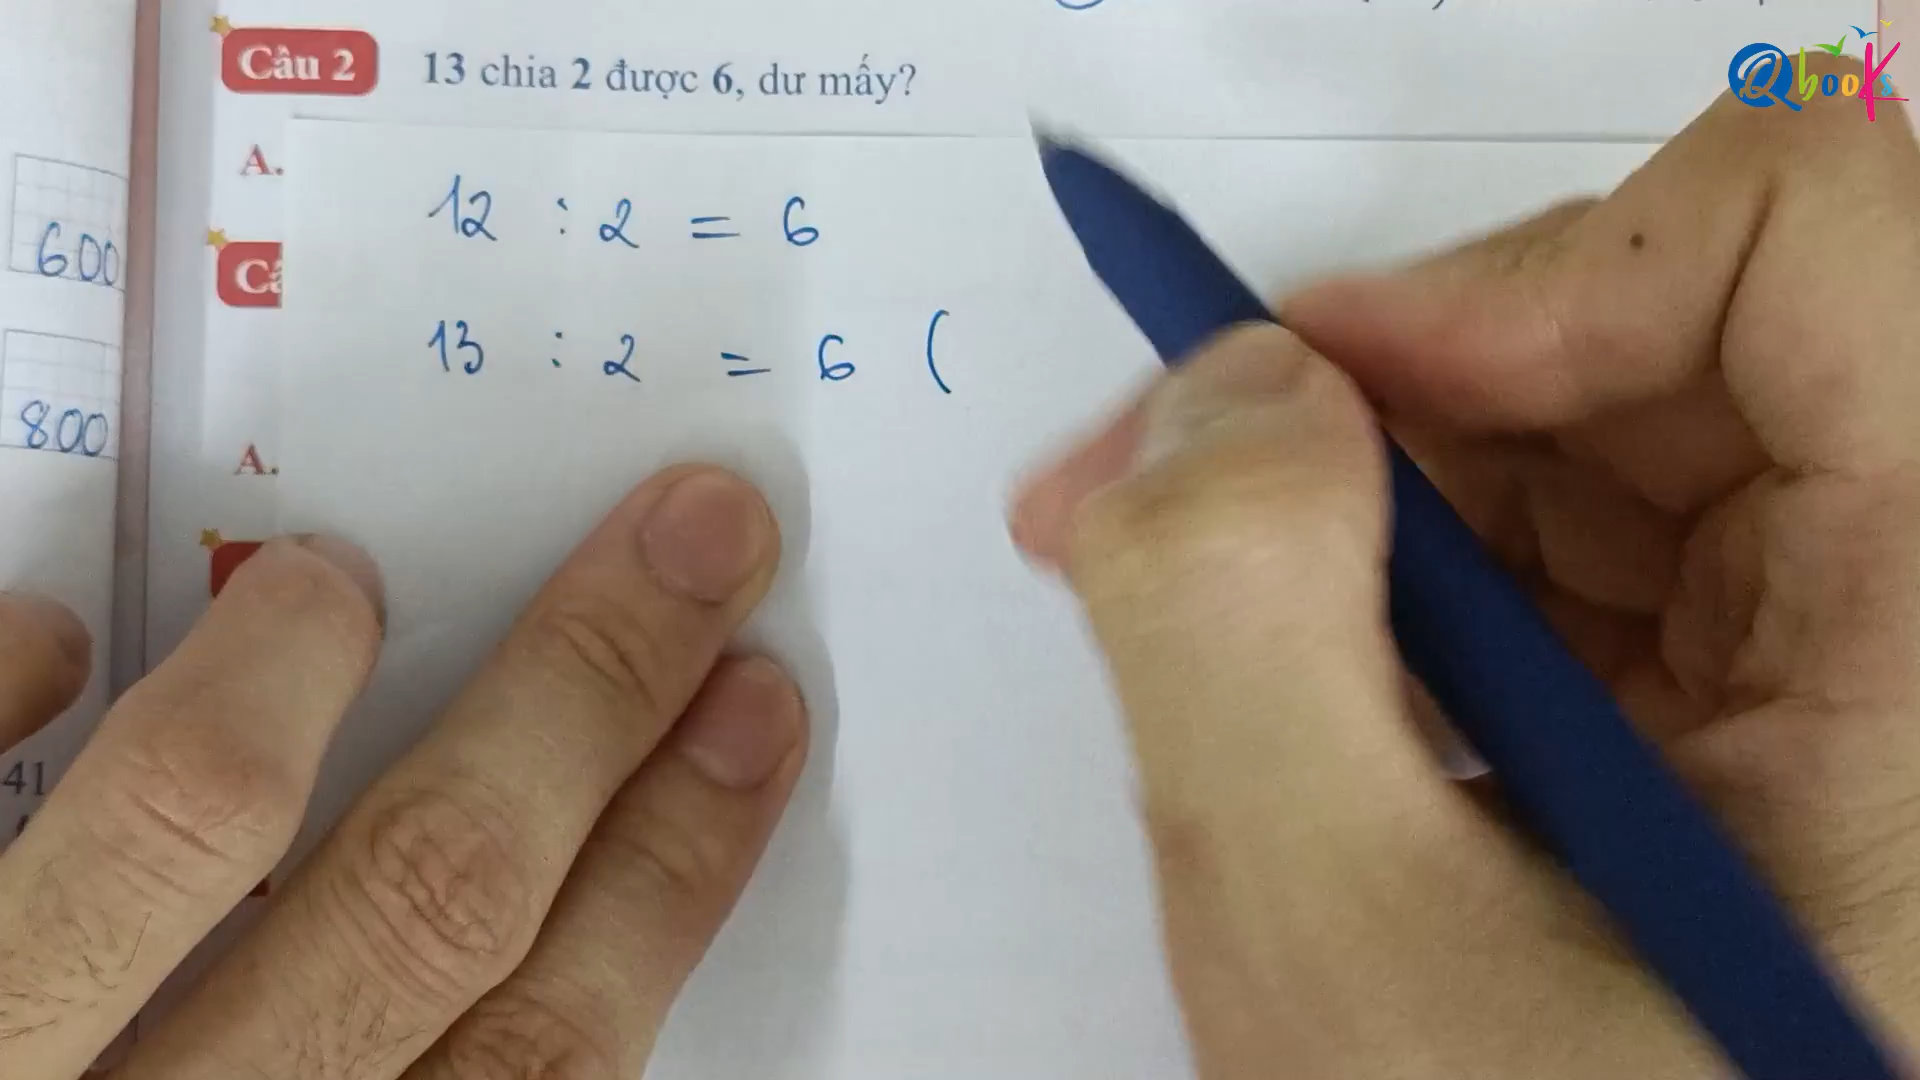 Câu 2 13 chia 2 được 6, dư mấy?
Qbooks
A.
12 : 2 = 6
600
13 : 2 = 6 (
800
A.
41